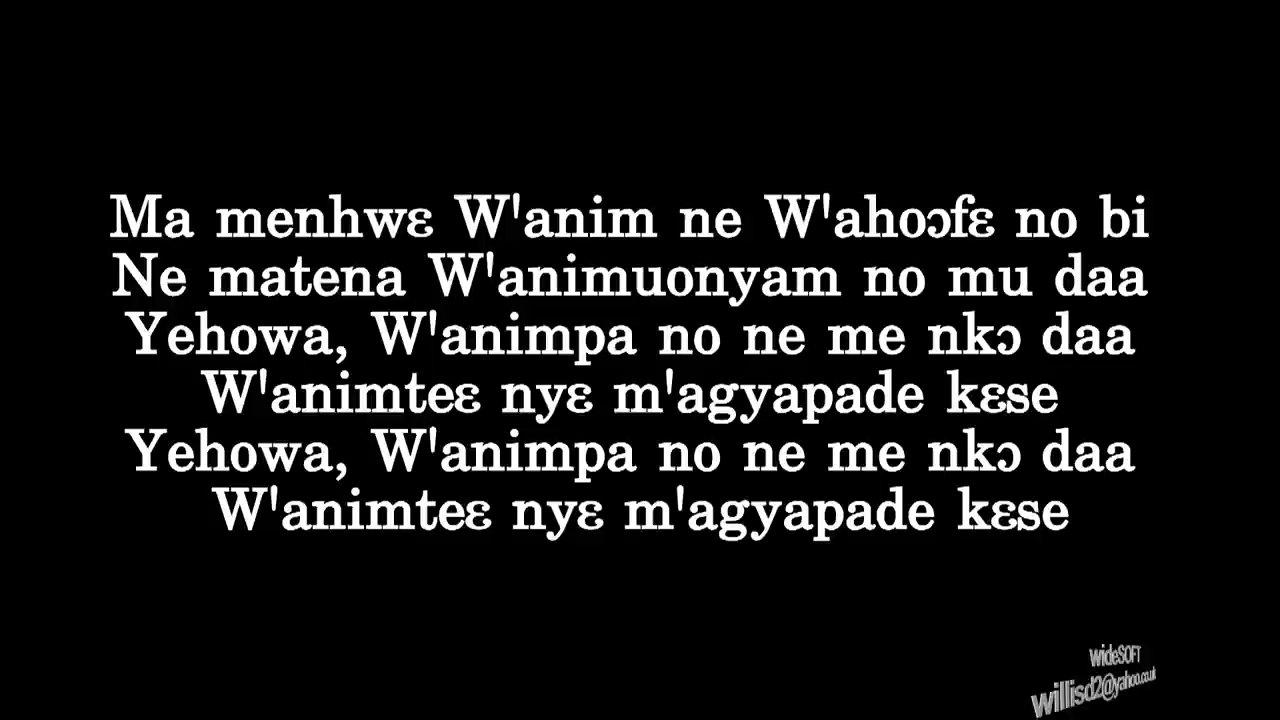 Ma menhwɛ W'anim ne W'ahoɔfɛ no bi
Ne matena W'animuonyam no mu daa
Yehowa, W'animpa no ne me nkɔ daa
W'animteɛ nyɛ m'agyapade kɛse
Yehowa, W'animpa no ne me nkɔ daa
W'animteɛ nyɛ m'agyapade kɛse
WideSOFT
willisd2@yahoo.co.uk